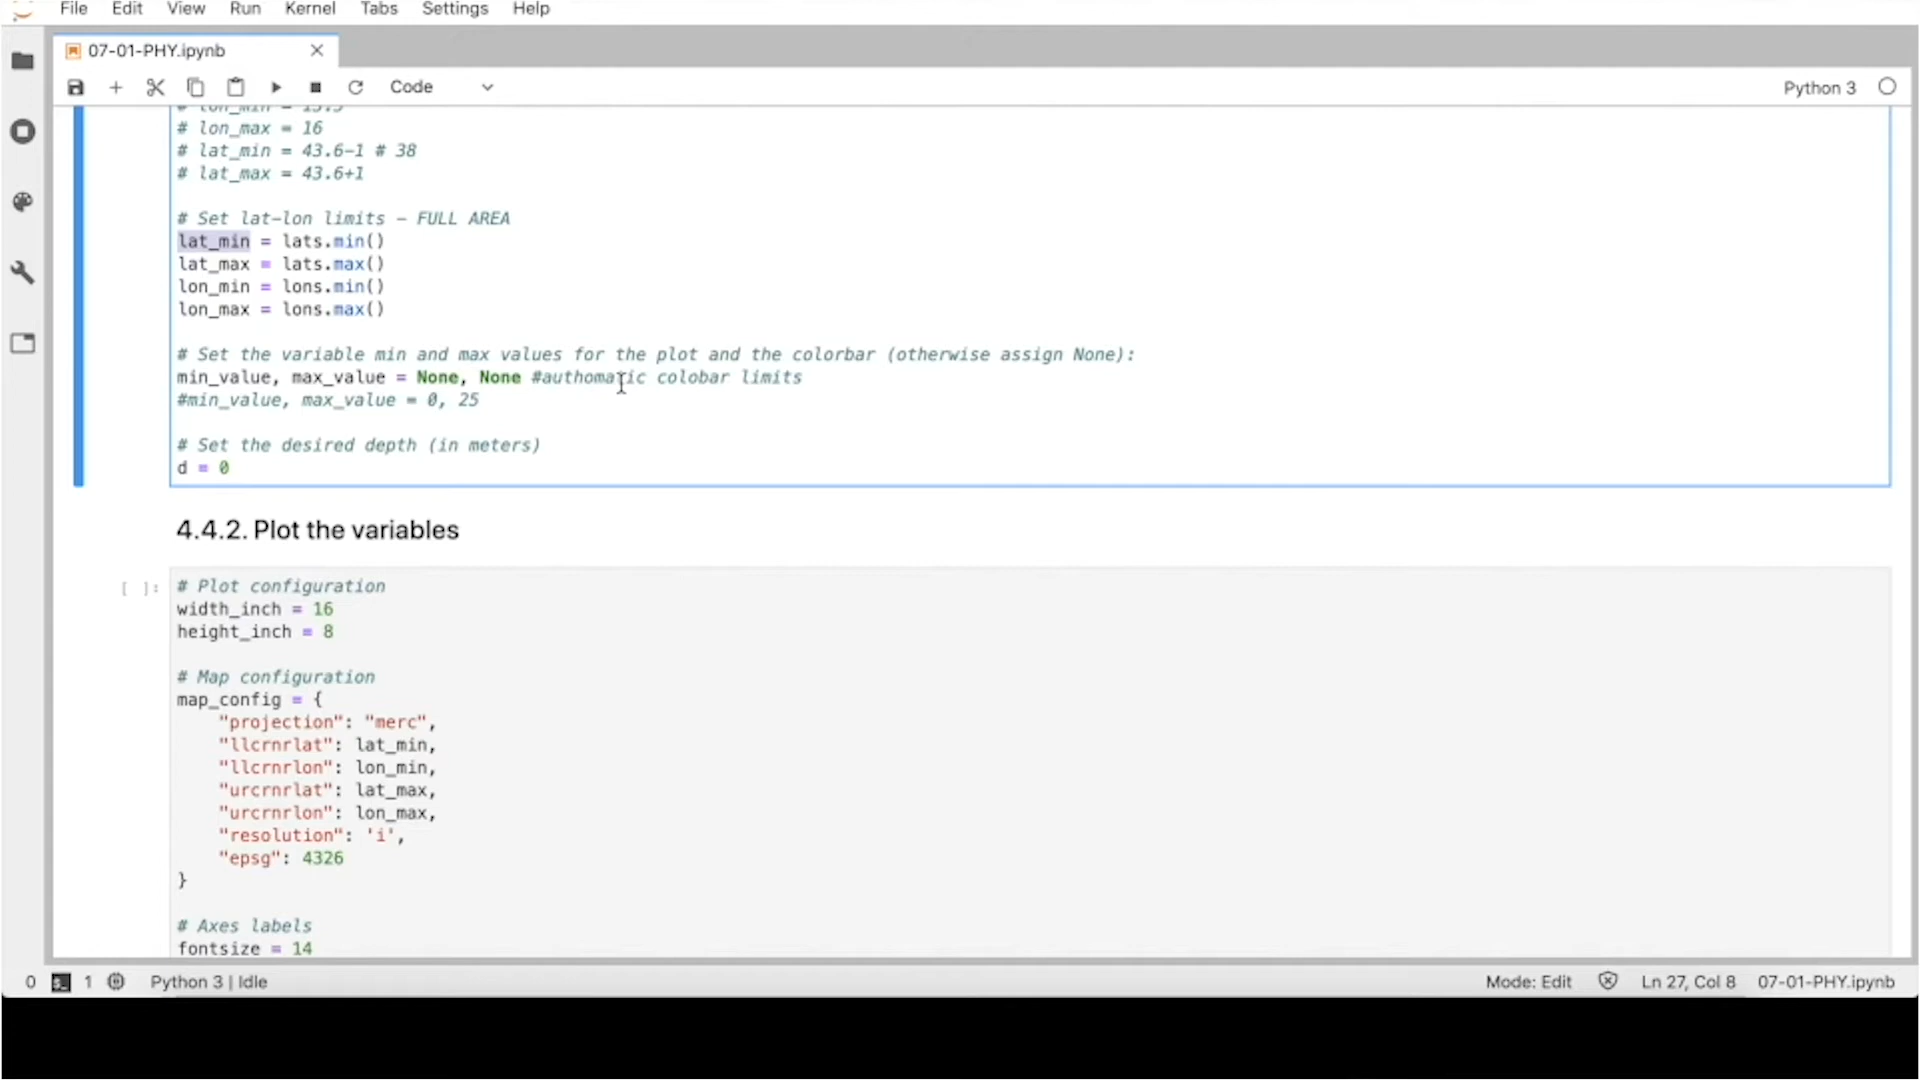 File Edit View Run Kernel Tabs Settings Help
07-01-PHY.ipynb
Code
Python 3
# lon_min = 13.5
# lon_max = 16
# lat_min = 43.6-1 # 38
# lat_max = 43.6+1
# Set lat-lon limits - FULL AREA
lat_min = lats.min()
lat_max = lats.max()
lon_min = lons.min()
lon_max = lons.max()
# Set the variable min and max values for the plot and the colorbar (otherwise assign None):
min_value, max_value = None, None #authomatic colobar limits
#min_value, max_value = 0, 25
# Set the desired depth (in meters)
d = 0
4.4.2. Plot the variables
[ ]: # Plot configuration
width_inch = 16
height_inch = 8
# Map configuration
map_config = {
"projection": "merc",
"llcrnrlat": lat_min,
"llcrnrlon": lon_min,
"urcrnrlat": lat_max,
"urcrnrlon": lon_max,
"resolution": 'i',
"epsg": 4326
}
# Axes labels
fontsize = 14
0 1 Python 3 | Idle Mode: Edit Ln 27, Col 8 07-01-PHY.ipynb